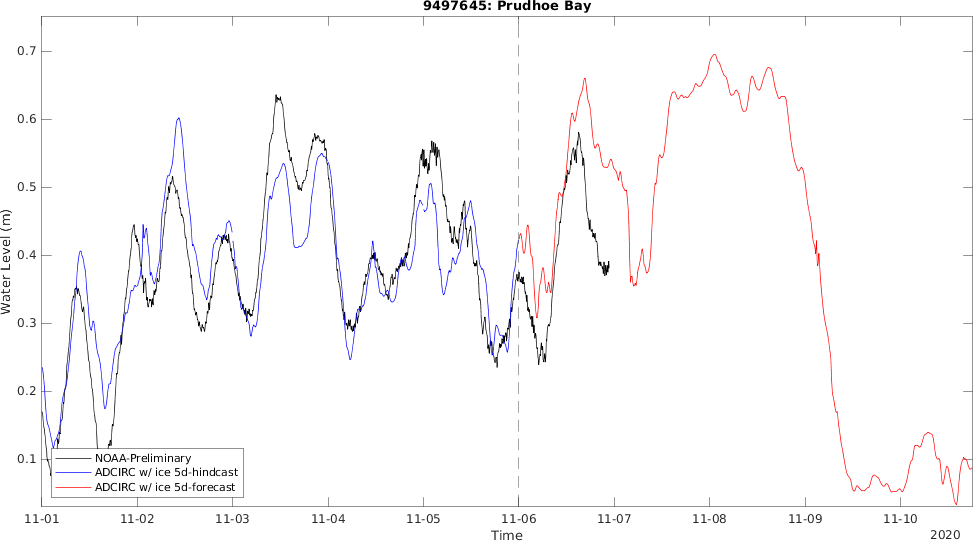 9497645: Prudhoe Bay
Water Level (m)
0.7
0.6
0.5
0.4
0.3
0.2
0.1
NOAA-Preliminary
ADCIRC w/ ice 5d-hindcast
ADCIRC w/ ice 5d-forecast
11-01 11-02 11-03 11-04 11-05 11-06 11-07 11-08 11-09 11-10
Time
2020